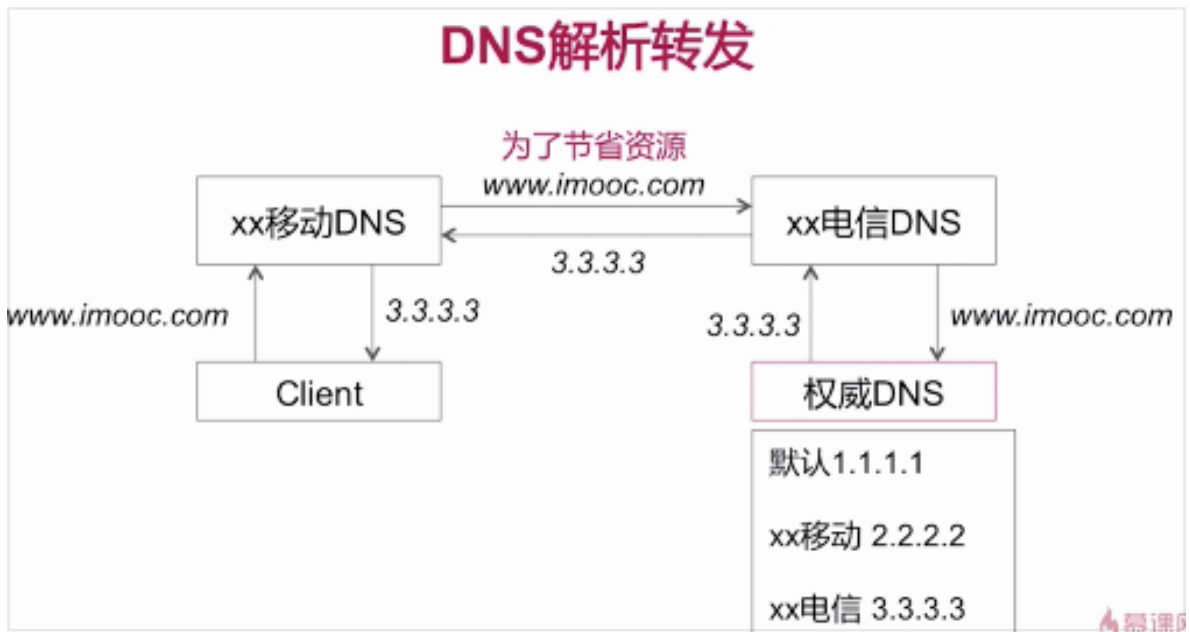 DNS解析转发
为了节省资源
www.imooc.com
xx移动DNS
xx电信DNS
3.3.3.3
www.imooc.com
3.3.3.3
3.3.3.3
www.imooc.com
Client
权威DNS
默认1.1.1.1
xx移动 2.2.2.2
xx电信 3.3.3.3
慕课网